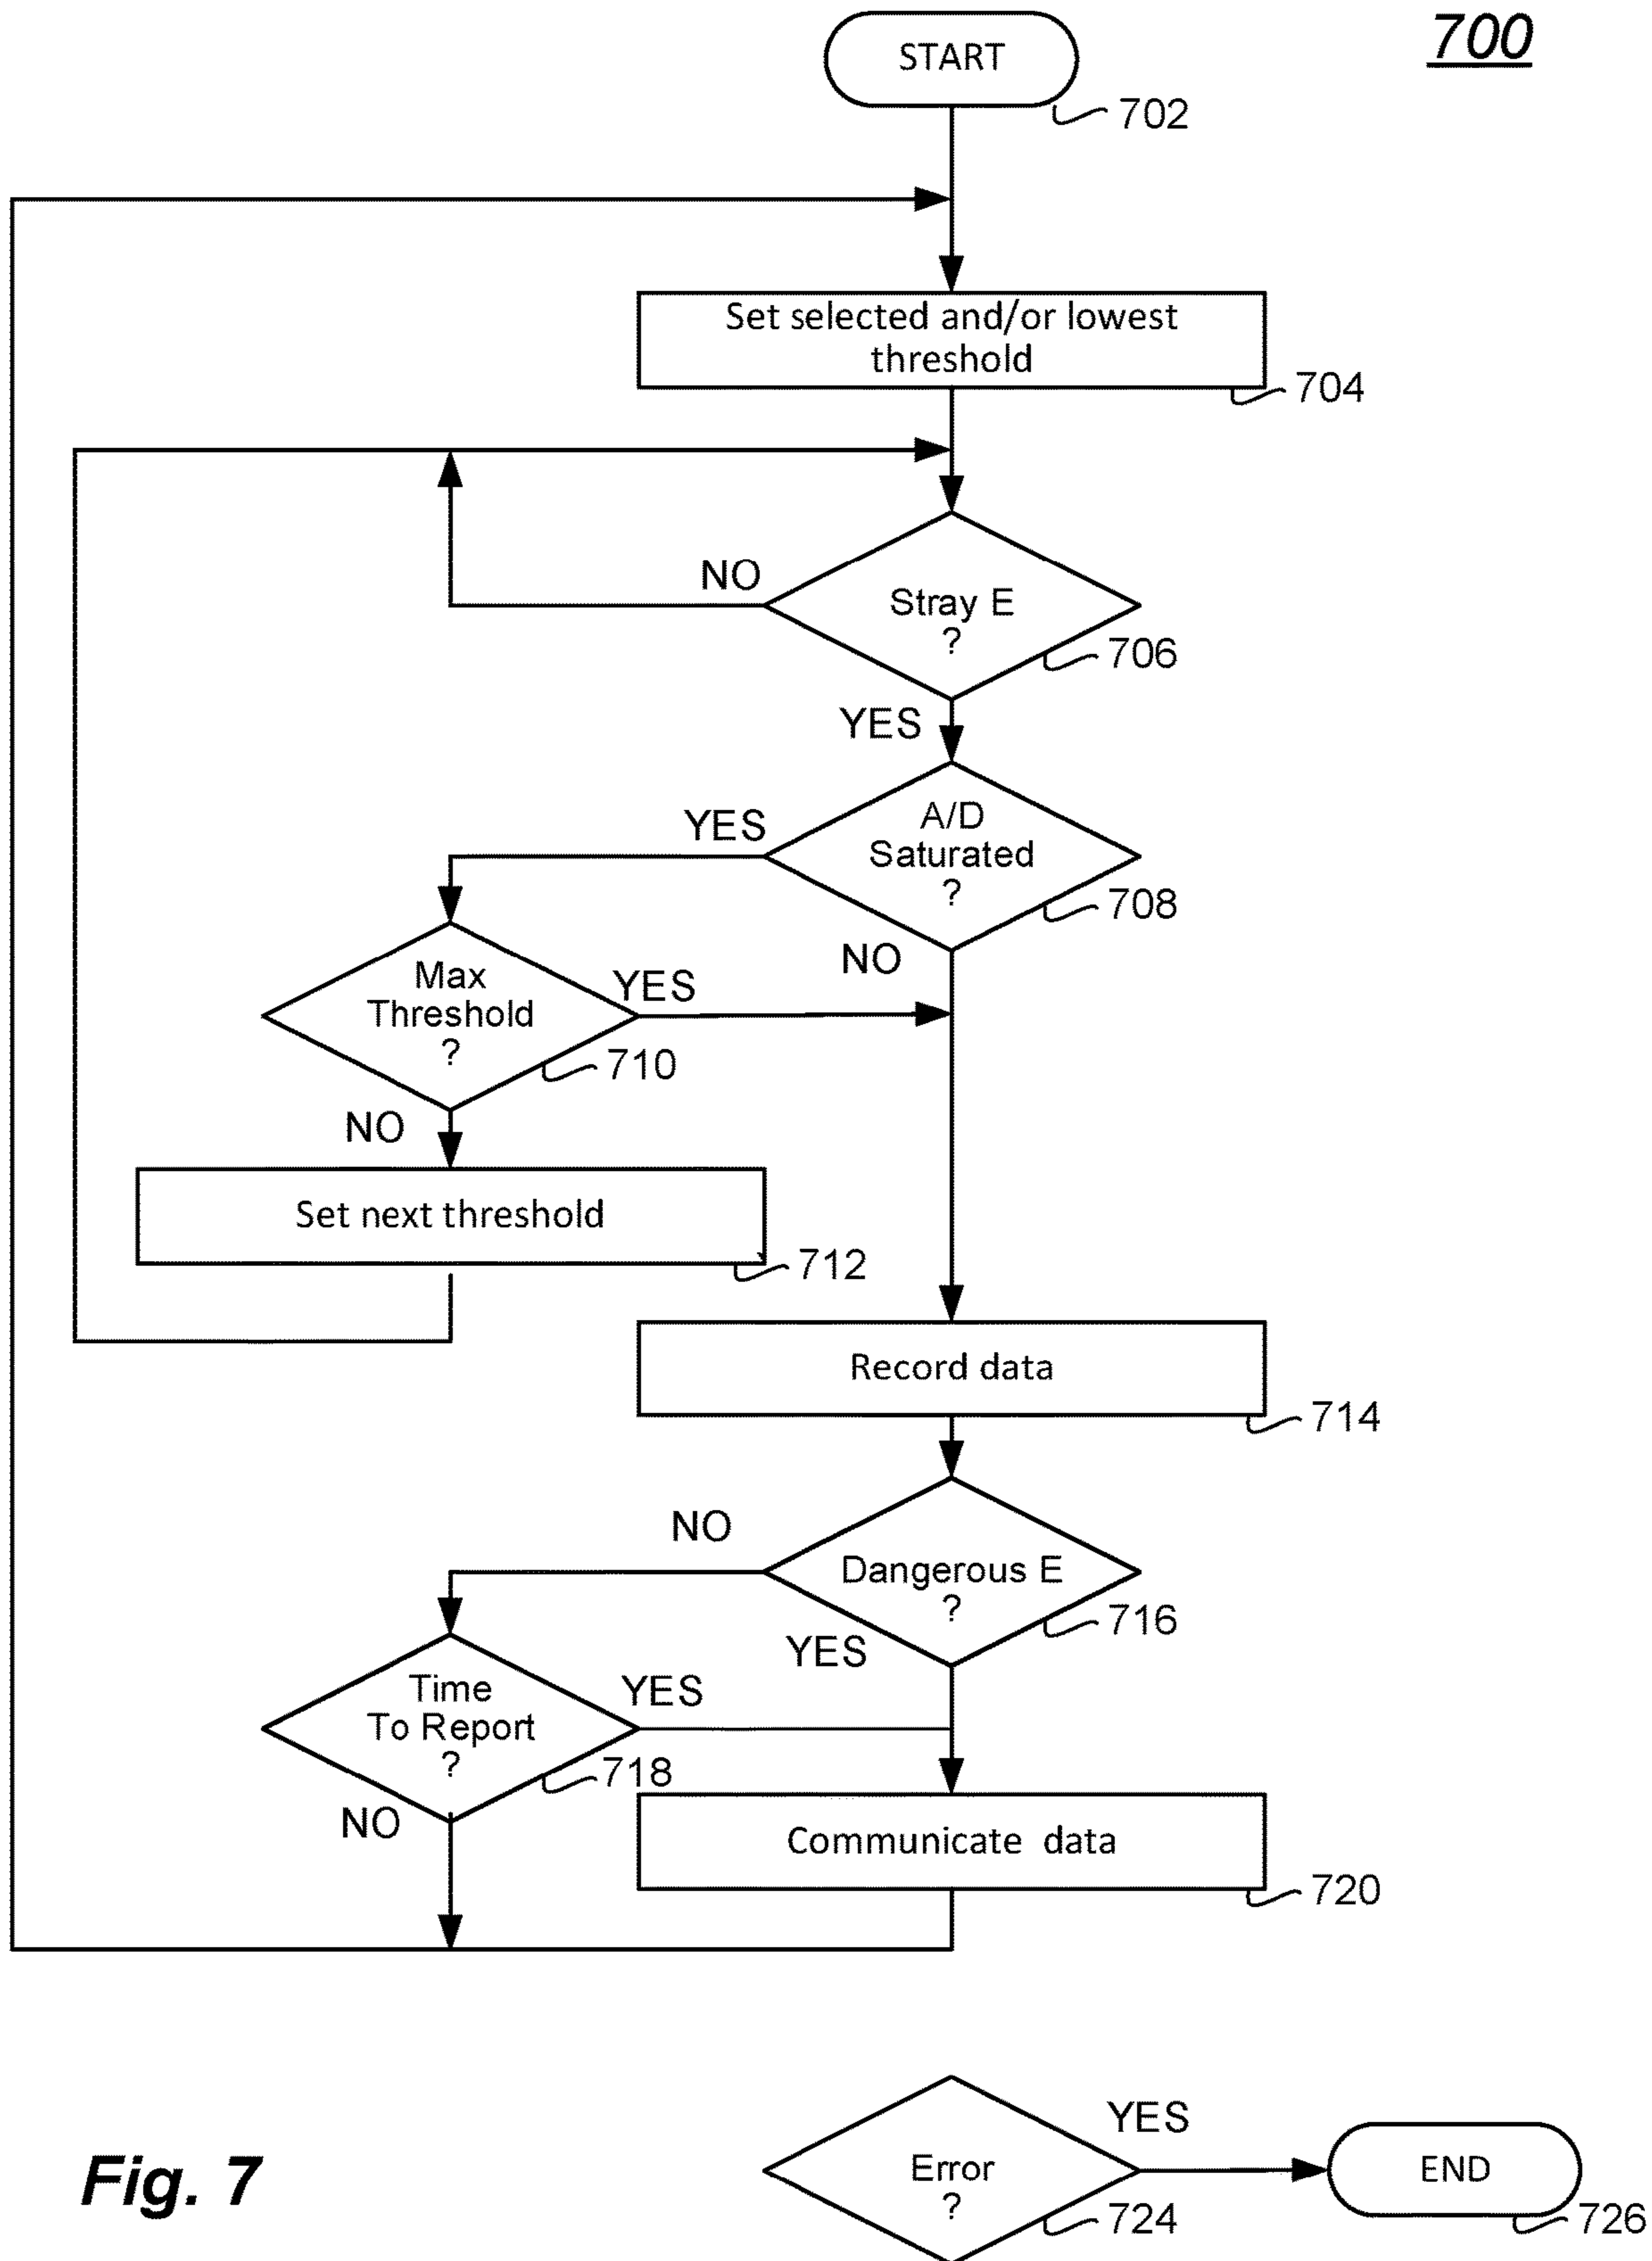 700
START
702
Set selected and/or lowest
threshold
704
NO
Stray E
?
706
YES
YES
A/D
Saturated
?
708
NO
Max
Threshold
?
YES
710
NO
Set next threshold
712
Record data
714
NO
Dangerous E
?
716
YES
Time
To Report
?
YES
718
NO
Communicate data
720
YES
Error
?
724
END
726
Fig. 7